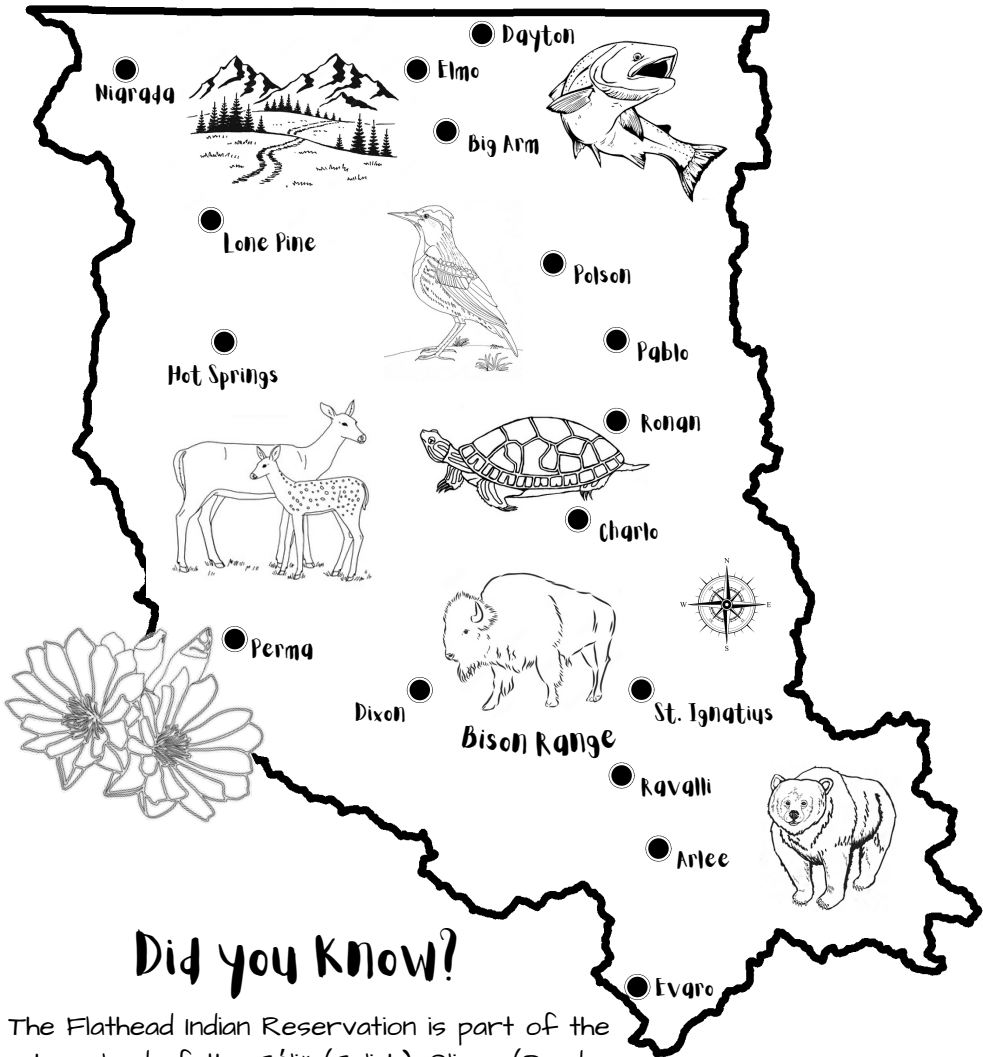 Dayton
Elmo
Niarada
Big Arm
Lone Pine
Polson
Pablo
Hot Springs
Ronan
Charlo
N
W E
S
Perma
Dixon
St. Ignatius
Bison Range
Ravalli
Arlee
Did you know?
Evaro
The Flathead Indian Reservation is part of the